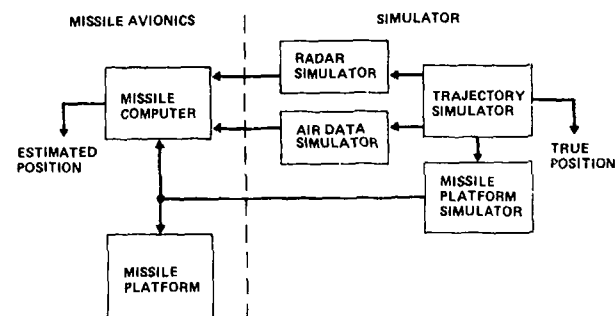 MISSILE AVIONICS
SIMULATOR
RADAR
SIMULATOR
MISSILE
COMPUTER
TRAJECTORY
SIMULATOR
AIR DATA
SIMULATOR
ESTIMATED
POSITION
TRUE
POSITION
MISSILE
PLATFORM
SIMULATOR
MISSILE
PLATFORM